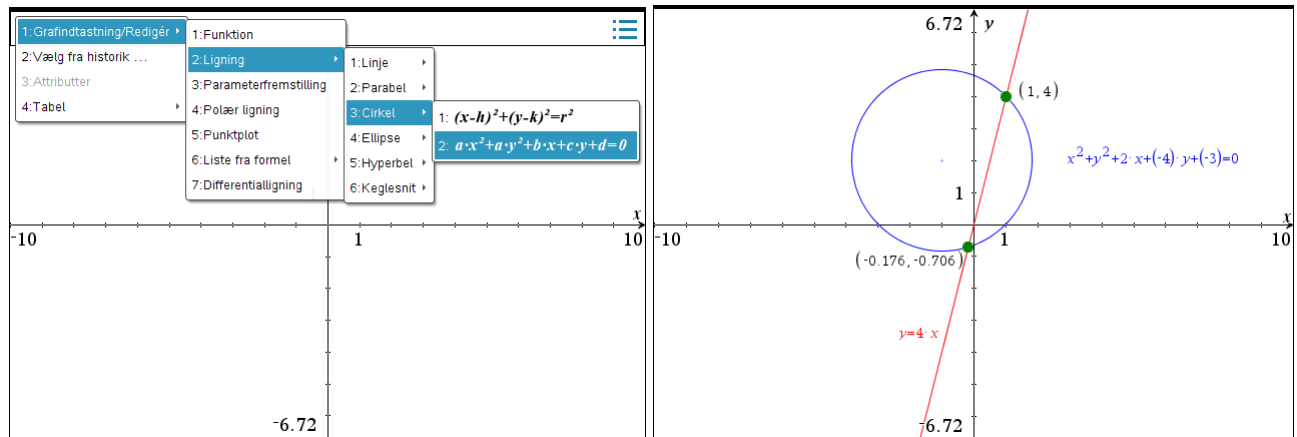 1:Grafindtastning/Redigér
2:Vælg fra historik ...
3:Attributter
4:Tabel
1:Funktion
2:Ligning
3:Parameterfremstilling
4:Polær ligning
5:Punktplot
6:Liste fra formel
7:Differentialligning
1:Linje
2:Parabel
3:Cirkel
4:Ellipse
5:Hyperbel
6:Keglesnit
1: (x-h)²+(y-k)²=r²
2: a·x²+a·y²+b·x+c·y+d=0
x
-10
1
10
-6.72
6.72 y
(1,4)
x²+y²+2·x+(-4)·y+(-3)=0
1
x
-10
1
10
(-0.176,-0.706)
y=4·x
-6.72